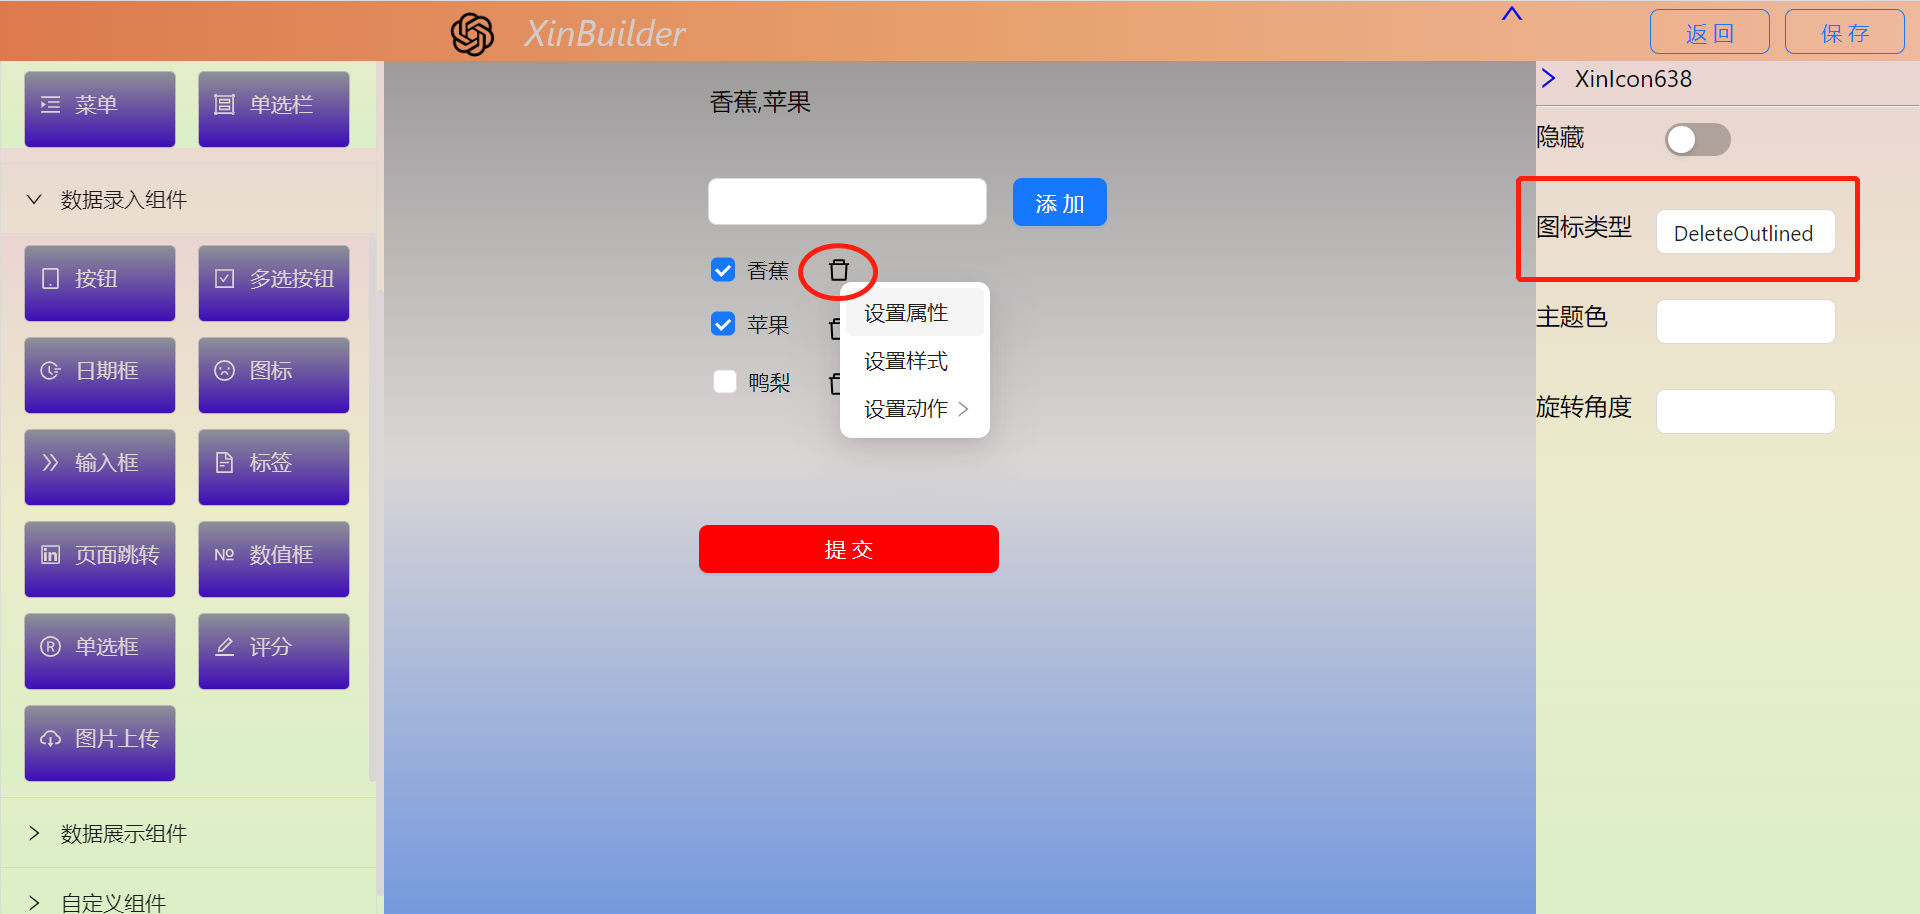 XinBuilder
返 回
保 存
菜单
单选栏
数据录入组件
按钮
多选按钮
日期框
图标
输入框
标签
页面跳转
数值框
单选框
评分
图片上传
数据展示组件
自定义组件
香蕉,苹果
添 加
香蕉
苹果
鸭梨
设置属性
设置样式
设置动作
提 交
XinIcon638
隐藏
图标类型
DeleteOutlined
主题色
旋转角度